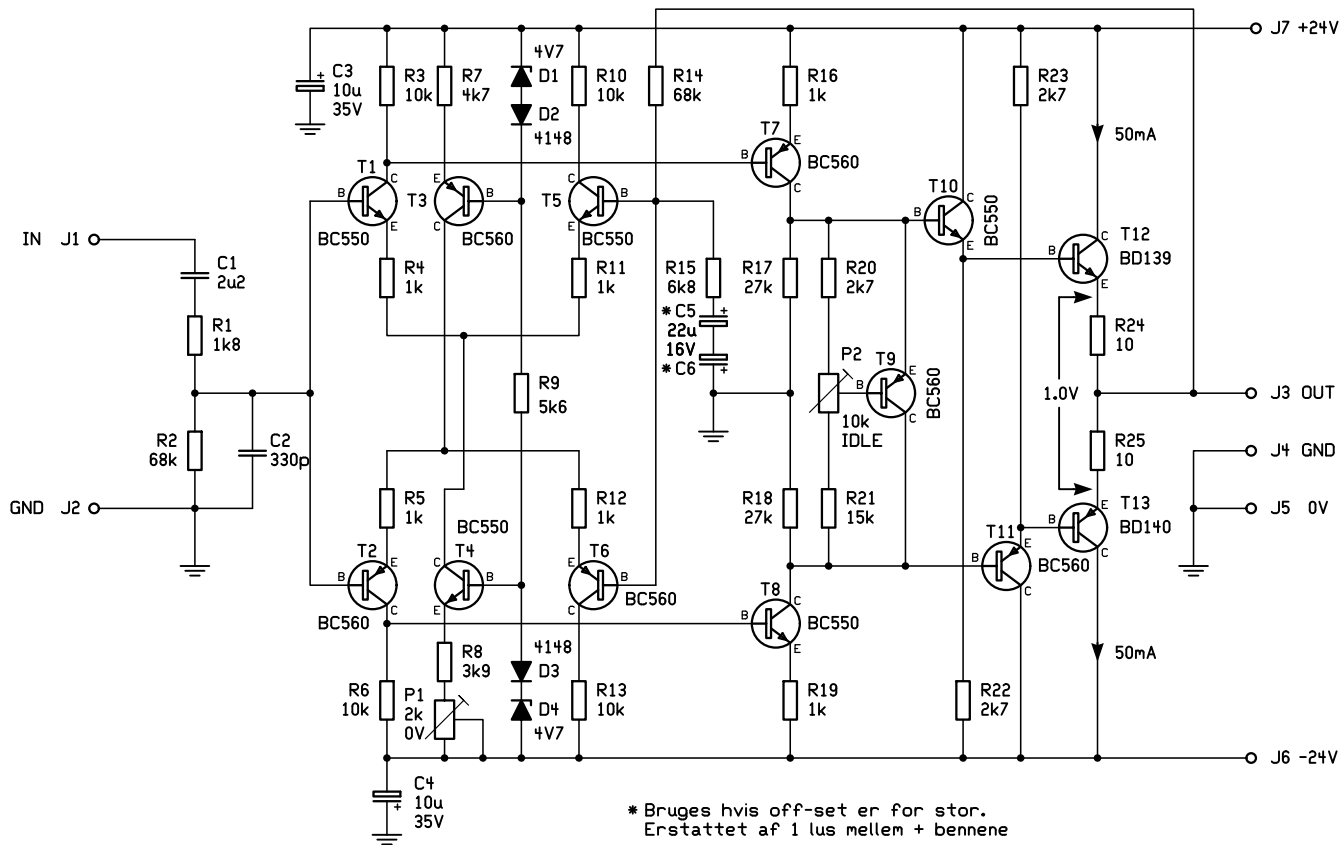 J7 +24V
4V7
C3
10u
35V
R3
10k
R7
4k7
D1
D2
4148
R10
10k
R14
68k
R16
1k
R23
2k7
50mA
T7
E
B
C
BC560
T1
C
B
E
BC550
T3
E
B
C
BC560
T5
C
B
E
BC550
T10
C
B
E
BC550
T12
C
B
E
BD139
IN J1
C1
2u2
R4
1k
R11
1k
R15
6k8
R17
27k
R20
2k7
* C5
22u
16V
* C6
R1
1k8
R24
10
P2
10k
IDLE
T9
E
B
C
BC560
1.0V
J3 OUT
R9
5k6
R2
68k
C2
330p
R25
10
J4 GND
GND J2
R5
1k
R12
1k
R18
27k
R21
15k
J5 0V
T13
E
B
C
BD140
BC550
T2
E
B
C
BC560
T4
C
B
E
T6
E
B
C
BC560
T11
E
B
C
BC560
T8
C
B
E
BC550
R8
3k9
4148
D3
D4
4V7
50mA
R6
10k
P1
2k
0V
R13
10k
R19
1k
R22
2k7
J6 -24V
C4
10u
35V
* Bruges hvis off-set er for stor.
Erstattet af 1 lus mellem + bennene
+
+
+
+